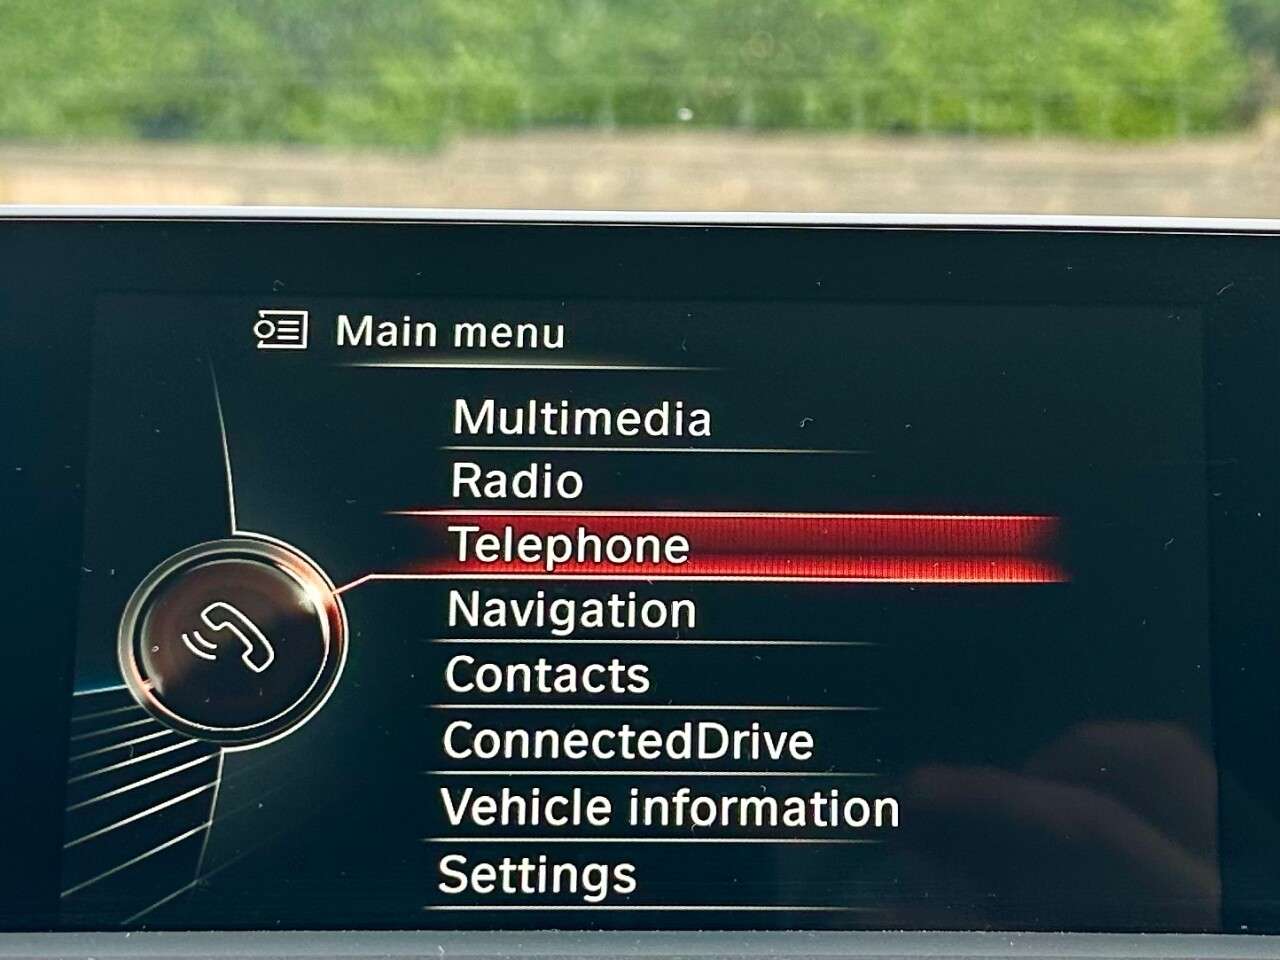 Main menu
Multimedia
Radio
Telephone
Navigation
Contacts
ConnectedDrive
Vehicle information
Settings